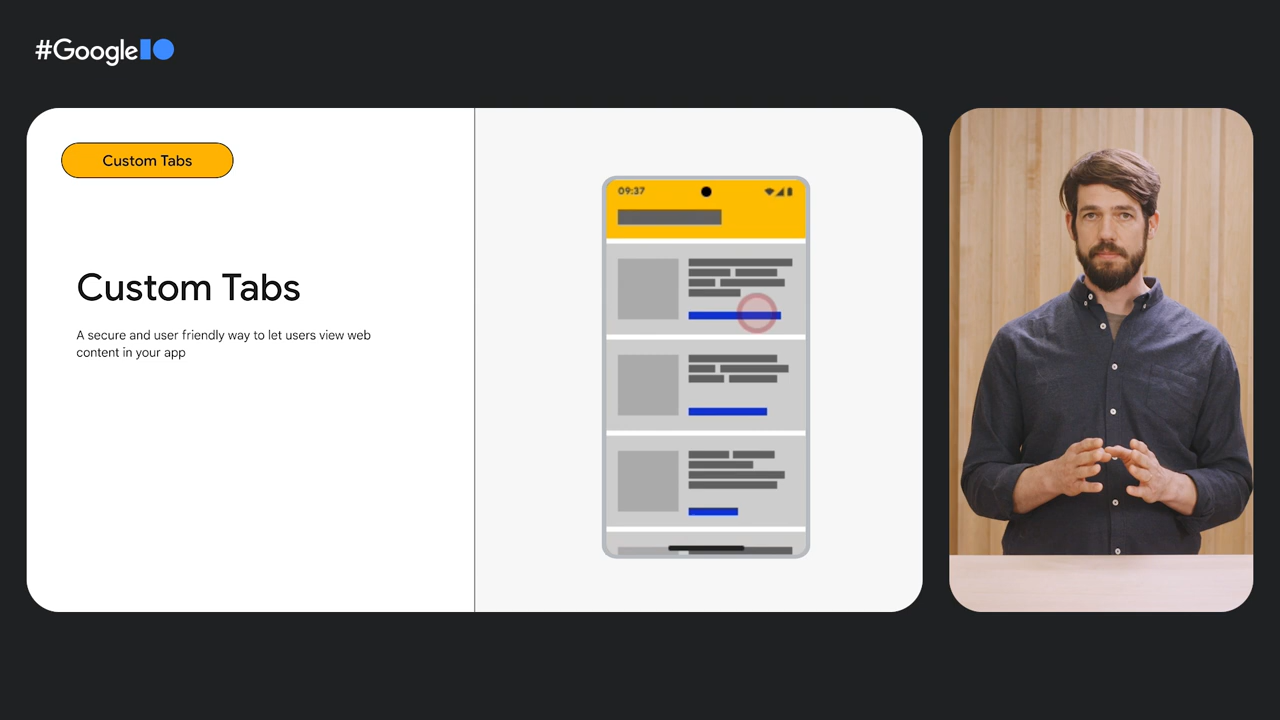 #GoogleIO
Custom Tabs
Custom Tabs
A secure and user friendly way to let users view web
content in your app
09:37